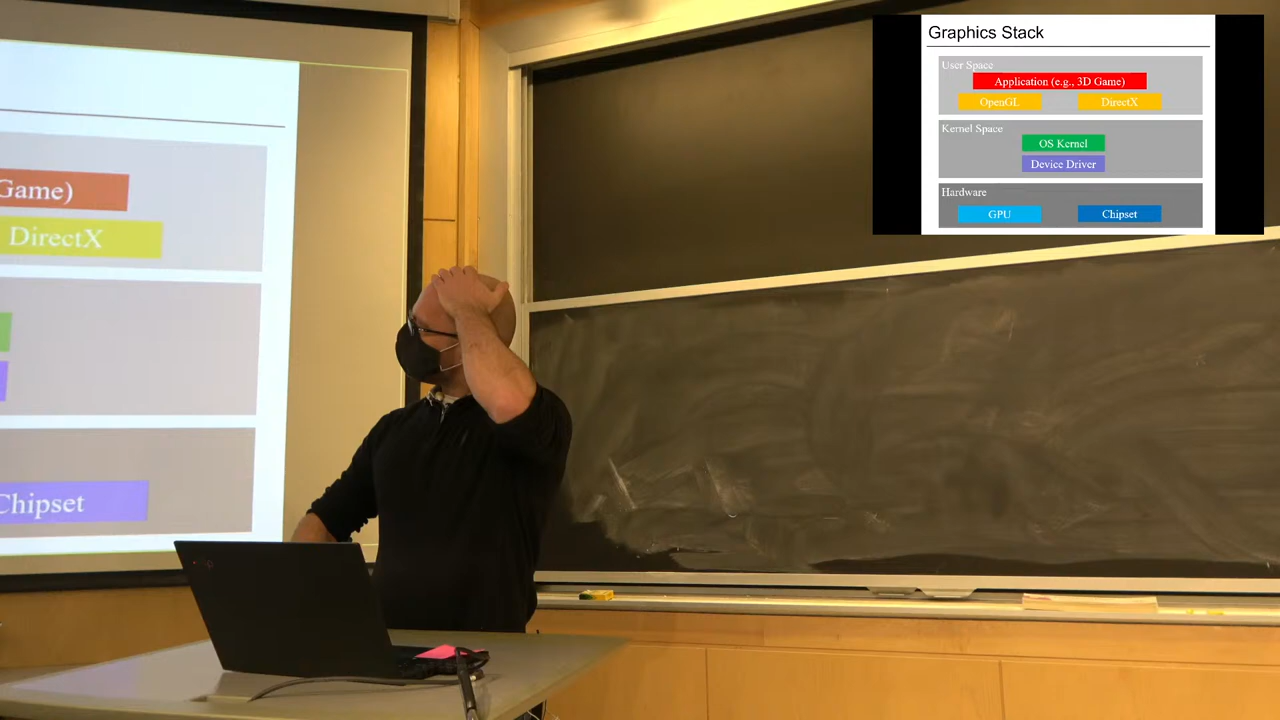 Game)
DirectX
Chipset
Graphics Stack
User Space
Application (e.g., 3D Game)
OpenGL DirectX
Kernel Space
OS Kernel
Device Driver
Hardware
GPU Chipset